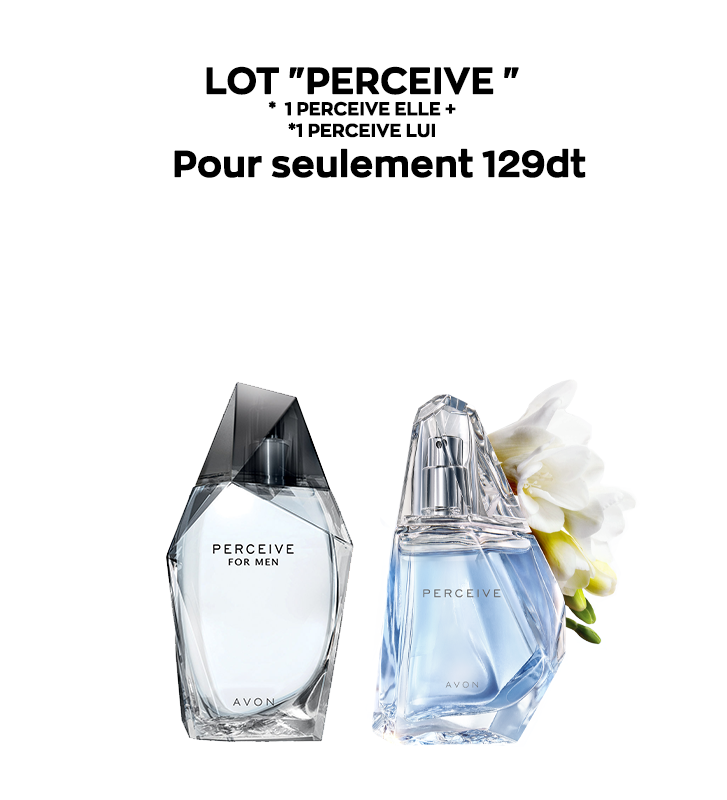 LOT "PERCEIVE "
* 1 PERCEIVE ELLE +
*1 PERCEIVE LUI
Pour seulement 129dt
PERCEIVE
FOR MEN
AVON
PERCEIVE
AVON